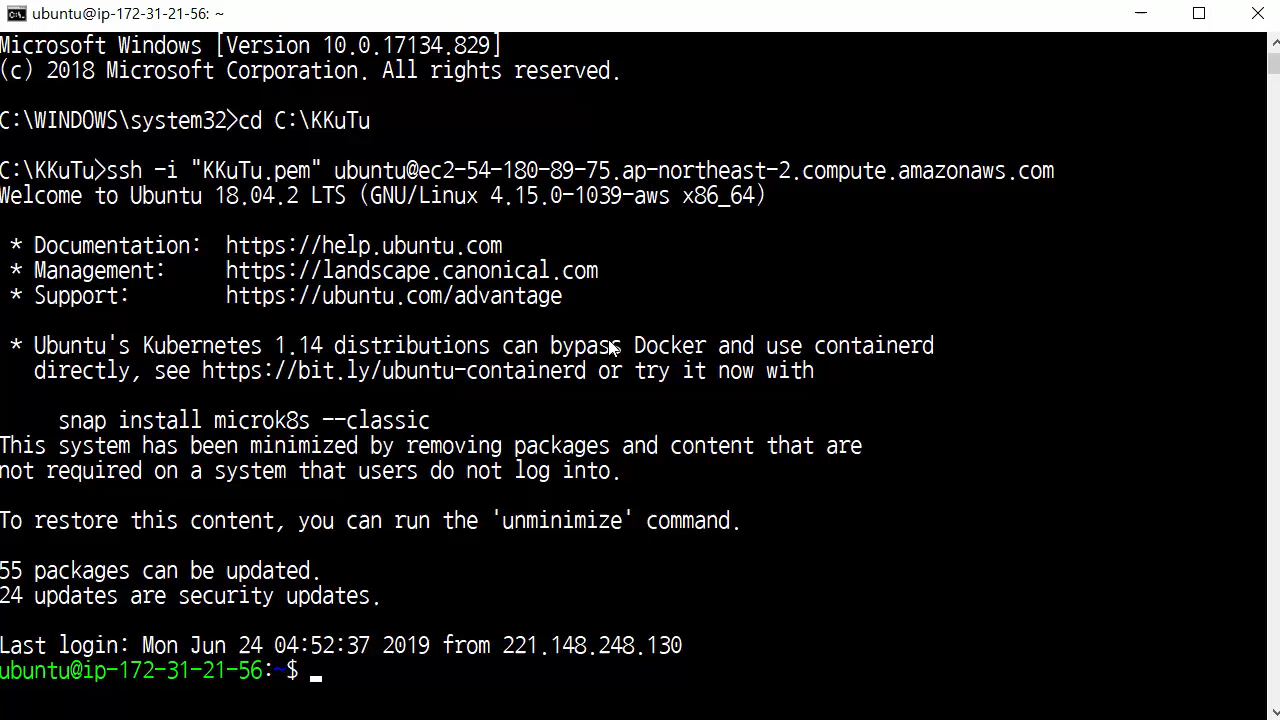 ubuntu@ip-172-31-21-56: ~
Microsoft Windows [Version 10.0.17134.829]
(c) 2018 Microsoft Corporation. All rights reserved.
C:\WINDOWS\system32>cd C:\KKuTu
C:\KKuTu>ssh -i "KKuTu.pem" ubuntu@ec2-54-180-89-75.ap-northeast-2.compute.amazonaws.com
Welcome to Ubuntu 18.04.2 LTS (GNU/Linux 4.15.0-1039-aws x86_64)
* Documentation:  https://help.ubuntu.com
* Management:     https://landscape.canonical.com
* Support:        https://ubuntu.com/advantage
* Ubuntu's Kubernetes 1.14 distributions can bypass Docker and use containerd
directly, see https://bit.ly/ubuntu-containerd or try it now with
snap install microk8s --classic
This system has been minimized by removing packages and content that are
not required on a system that users do not log into.
To restore this content, you can run the 'unminimize' command.
55 packages can be updated.
24 updates are security updates.
Last login: Mon Jun 24 04:52:37 2019 from 221.148.248.130
ubuntu@ip-172-31-21-56:~$